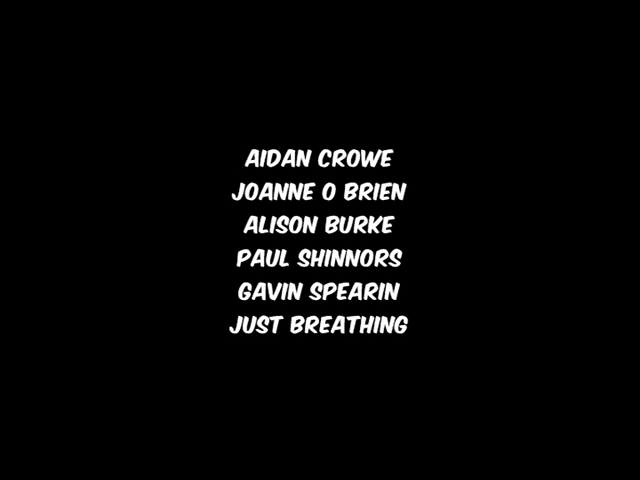 AIDAN CROWE
JOANNE O BRIEN
ALISON BURKE
PAUL SHINNORS
GAVIN SPEARIN
JUST BREATHING